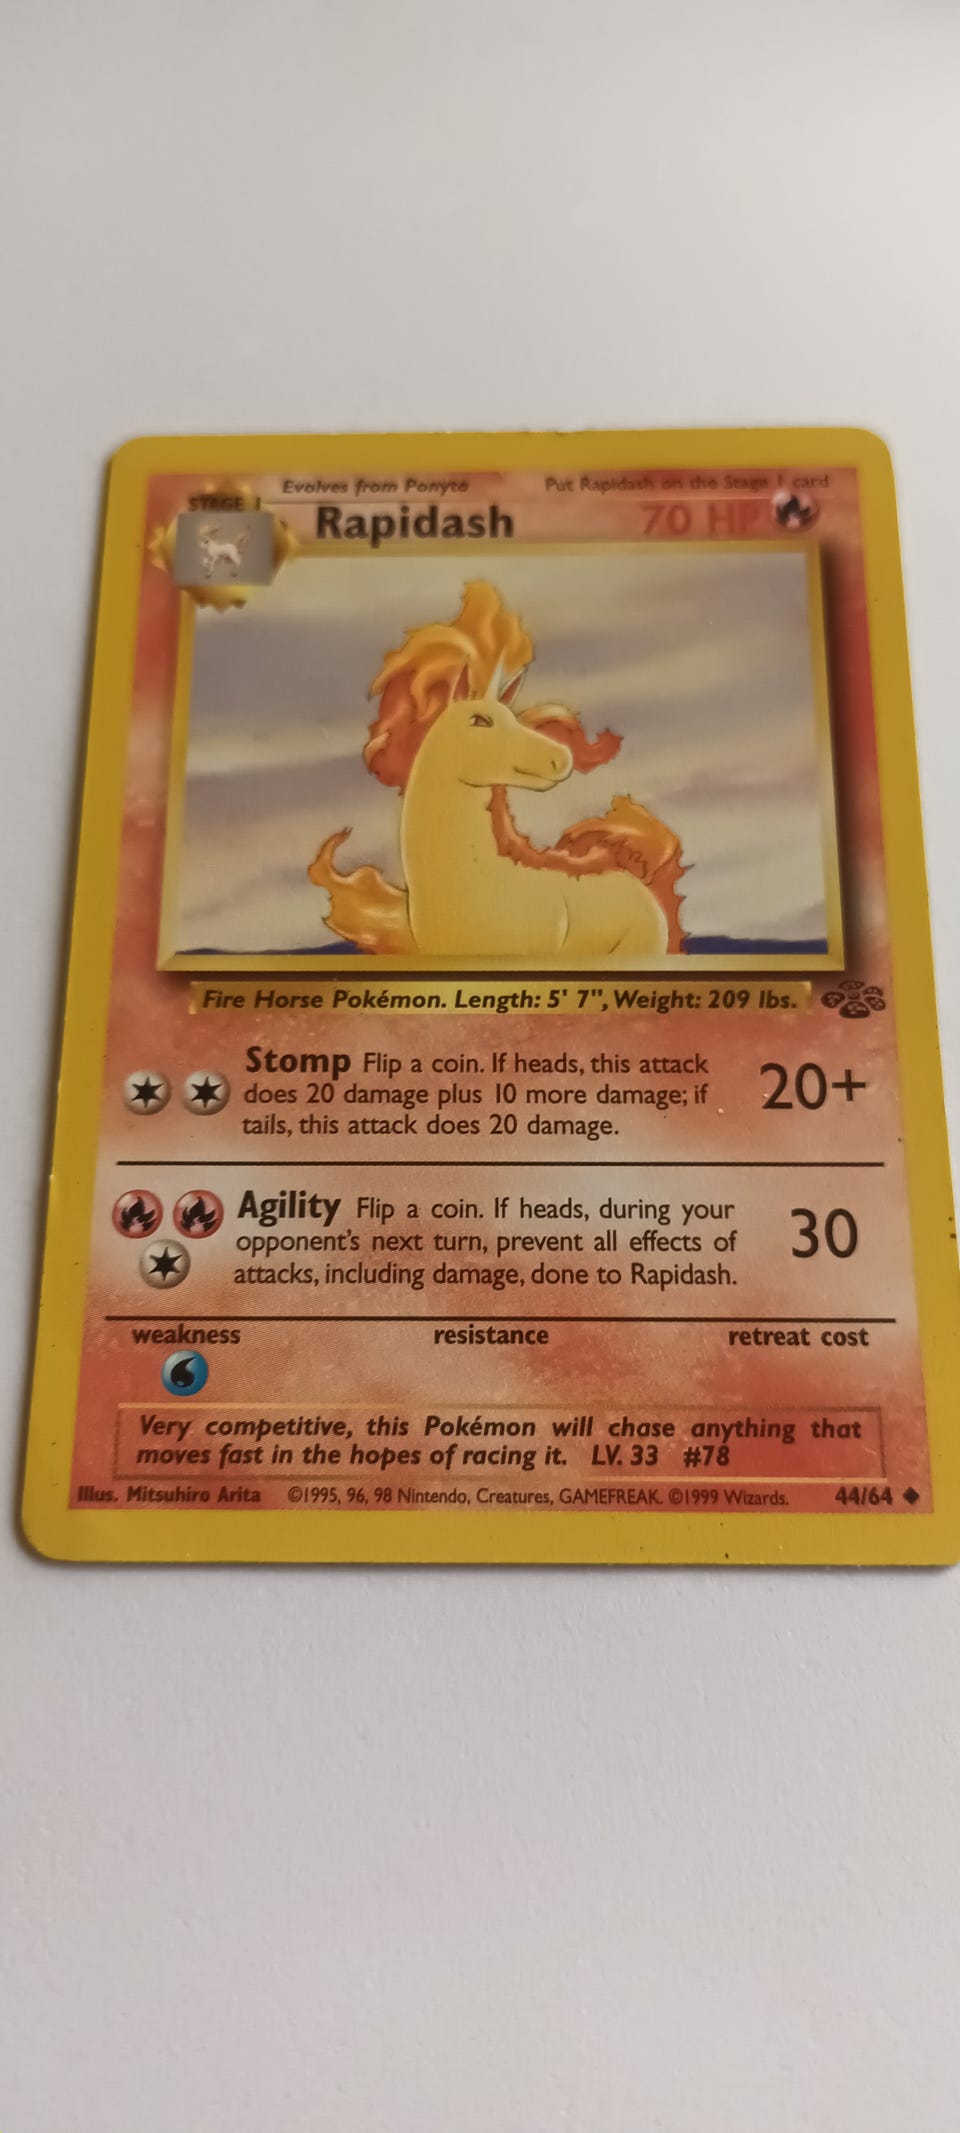 Evolves from Ponyta
Put Rapidash on the Stage 1 card
STAGE 1
Rapidash
70 HP
Fire Horse Pokémon. Length: 5' 7", Weight: 209 lbs.
Stomp Flip a coin. If heads, this attack
does 20 damage plus 10 more damage; if
tails, this attack does 20 damage.
20+
Agility Flip a coin. If heads, during your
opponent's next turn, prevent all effects of
attacks, including damage, done to Rapidash.
30
weakness
resistance
retreat cost
Very competitive, this Pokémon will chase anything that
moves fast in the hopes of racing it. LV. 33 #78
Illus. Mitsuhiro Arita ©1995, 96, 98 Nintendo, Creatures, GAMEFREAK. ©1999 Wizards. 44/64